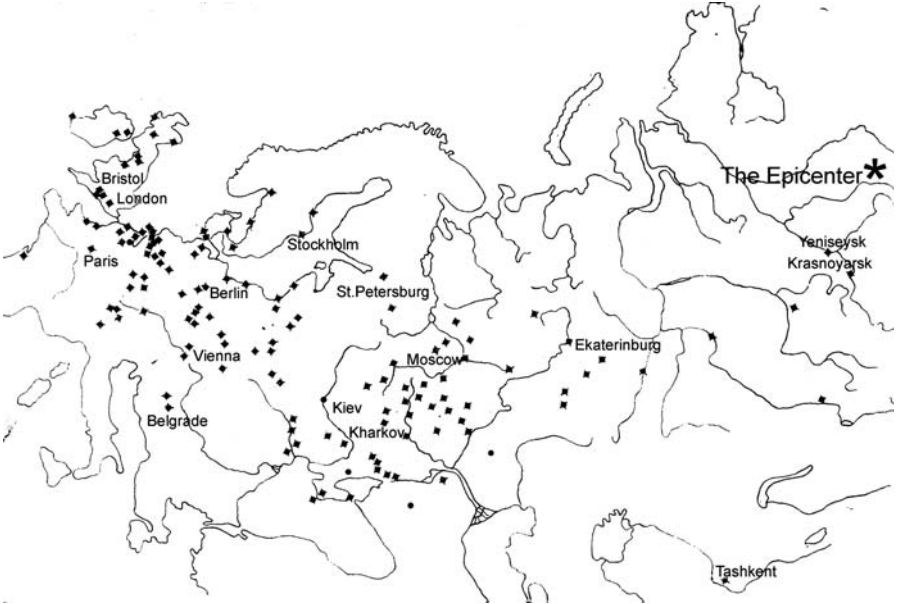 The Epicenter
Bristol
London
Stockholm
Yeniseysk
Krasnoyarsk
Paris
Berlin
St.Petersburg
Vienna
Moscow
Ekaterinburg
Belgrade
Kiev
Kharkov
Tashkent